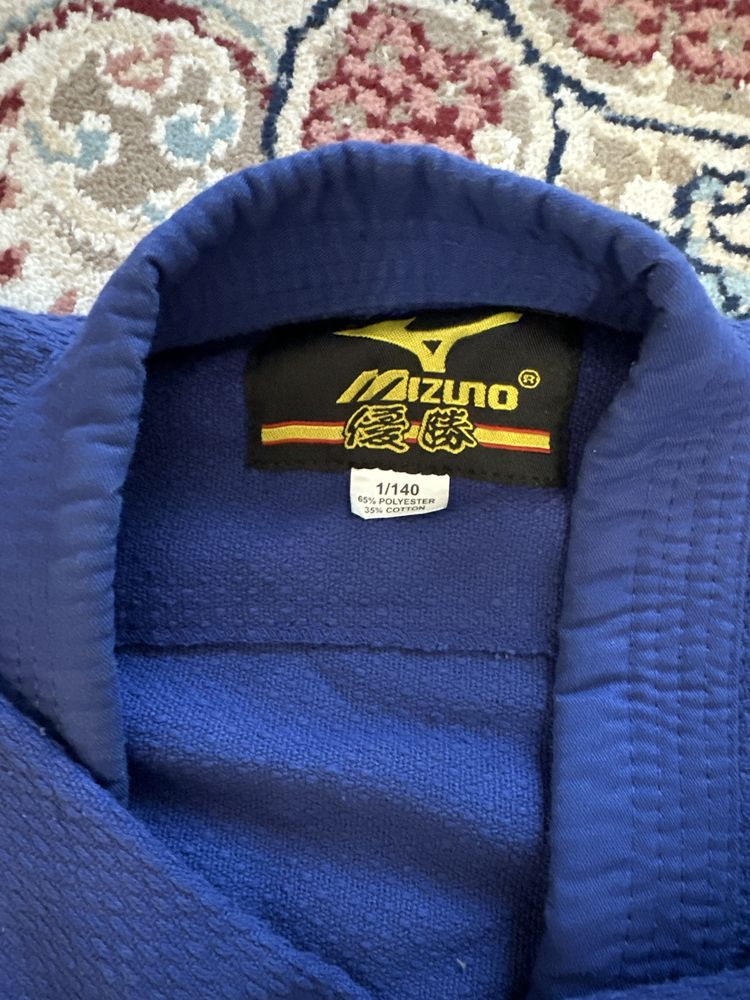 MIZUNO®
優勝
1/140
65% POLYESTER
35% COTTON